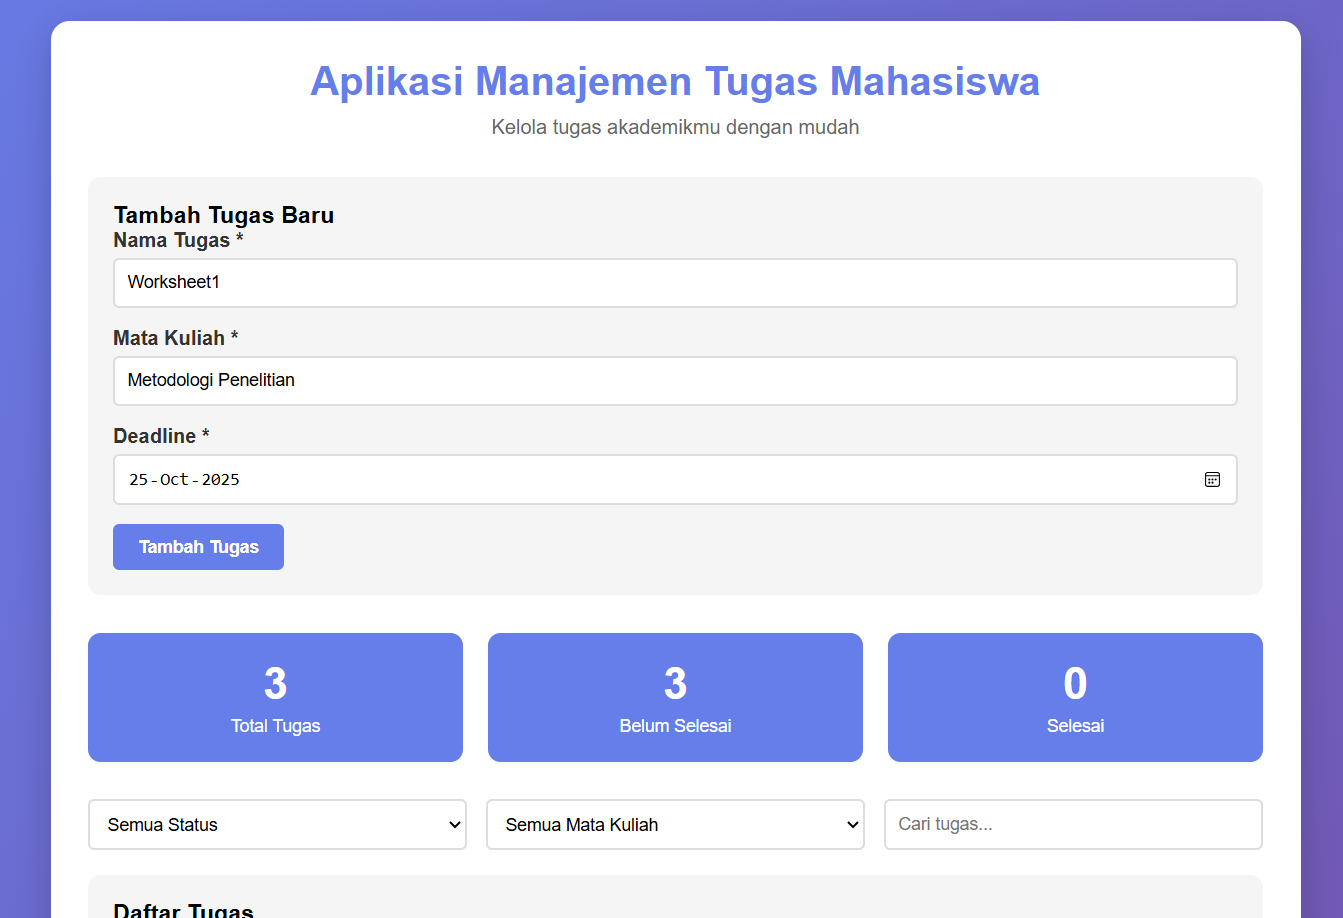 Aplikasi Manajemen Tugas Mahasiswa
Kelola tugas akademikmu dengan mudah
Tambah Tugas Baru
Nama Tugas *
Worksheet1
Mata Kuliah *
Metodologi Penelitian
Deadline *
25-Oct-2025
Tambah Tugas
3
Total Tugas
3
Belum Selesai
0
Selesai
Semua Status
Semua Mata Kuliah
Cari tugas...
Daftar Tugas